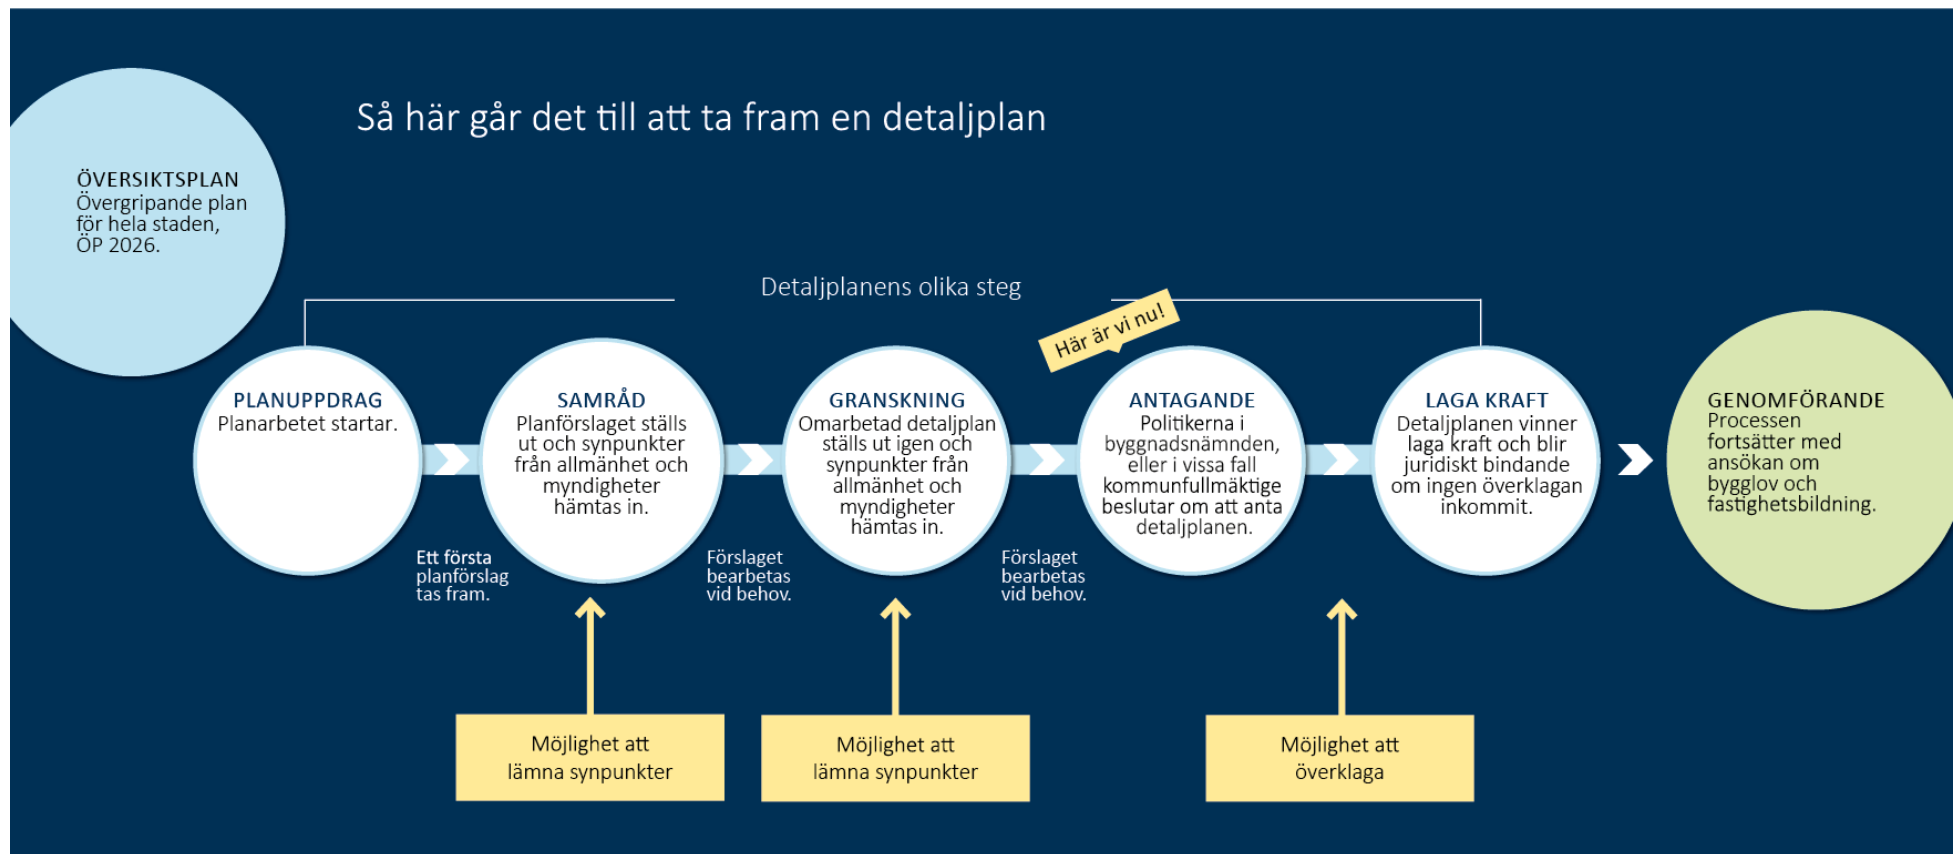 Så här går det till att ta fram en detaljplan
ÖVERSIKTSPLAN
Övergripande plan
för hela staden,
ÖP 2026.
Detaljplanens olika steg
Här är vi nu!
PLANUPPDRAG
Planarbetet startar.
Ett första
planförslag
tas fram.
SAMRÅD
Planförslaget ställs
ut och synpunkter
från allmänhet och
myndigheter
hämtas in.
Förslaget
bearbetas
vid behov.
GRANSKNING
Omarbetad detaljplan
ställs ut igen och
synpunkter från
allmänhet och
myndigheter
hämtas in.
Förslaget
bearbetas
vid behov.
ANTAGANDE
Politikerna i
byggnadsnämnden,
eller i vissa fall
kommunfullmäktige
beslutar om att anta
detaljplanen.
LAGA KRAFT
Detaljplanen vinner
laga kraft och blir
juridiskt bindande
om ingen överklagan
inkommit.
GENOMFÖRANDE
Processen
fortsätter med
ansökan om
bygglov och
fastighetsbildning.
Möjlighet att
lämna synpunkter
Möjlighet att
lämna synpunkter
Möjlighet att
överklaga